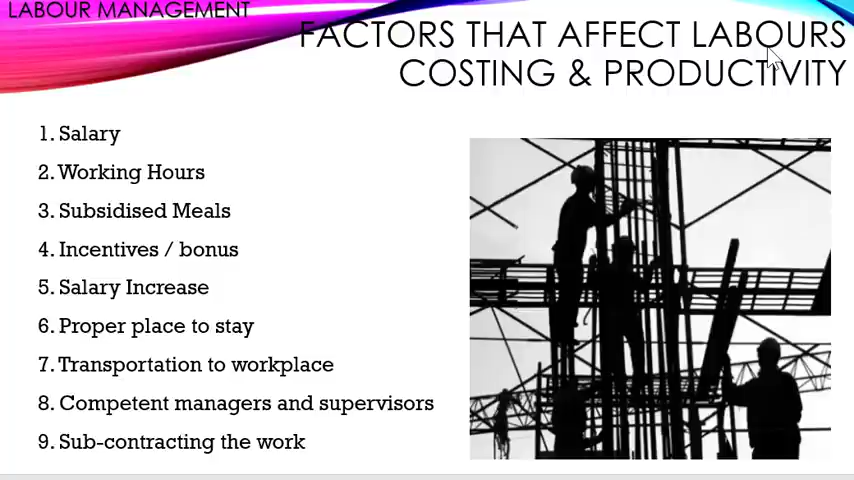 LABOUR MANAGEMENT
FACTORS THAT AFFECT LABOURS
COSTING & PRODUCTIVITY
1. Salary
2. Working Hours
3. Subsidised Meals
4. Incentives / bonus
5. Salary Increase
6. Proper place to stay
7. Transportation to workplace
8. Competent managers and supervisors
9. Sub-contracting the work